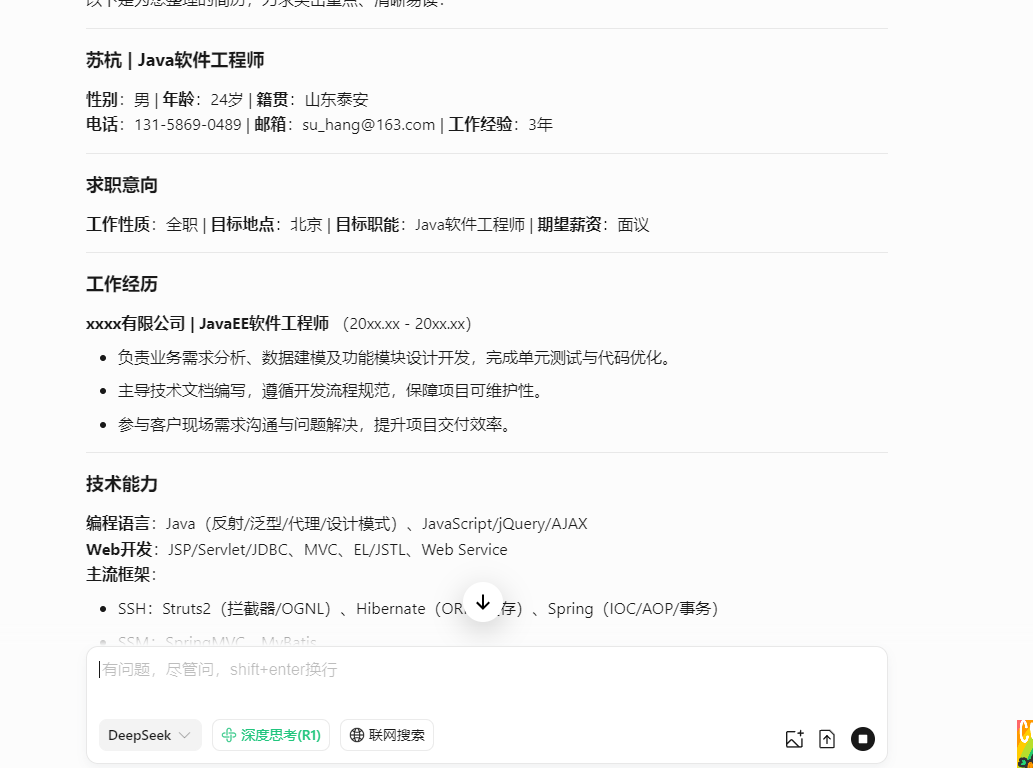 以下是为您整理的简历，力求突出重点、清晰易读：
苏杭 | Java软件工程师
性别：男 | 年龄：24岁 | 籍贯：山东泰安
电话：131-5869-0489 | 邮箱：su_hang@163.com | 工作经验：3年
求职意向
工作性质：全职 | 目标地点：北京 | 目标职能：Java软件工程师 | 期望薪资：面议
工作经历
xxxx有限公司 | JavaEE软件工程师 （20xx.xx - 20xx.xx）
负责业务需求分析、数据建模及功能模块设计开发，完成单元测试与代码优化。
主导技术文档编写，遵循开发流程规范，保障项目可维护性。
参与客户现场需求沟通与问题解决，提升项目交付效率。
技术能力
编程语言：Java（反射/泛型/代理/设计模式）、JavaScript/jQuery/AJAX
Web开发：JSP/Servlet/JDBC、MVC、EL/JSTL、Web Service
主流框架：
SSH：Struts2（拦截器/OGNL）、Hibernate（OR 存）、Spring（IOC/AOP/事务）
SSM：SpringMVC、MyBatis
有问题，尽管问，shift+enter换行
DeepSeek 深度思考(R1) 联网搜索